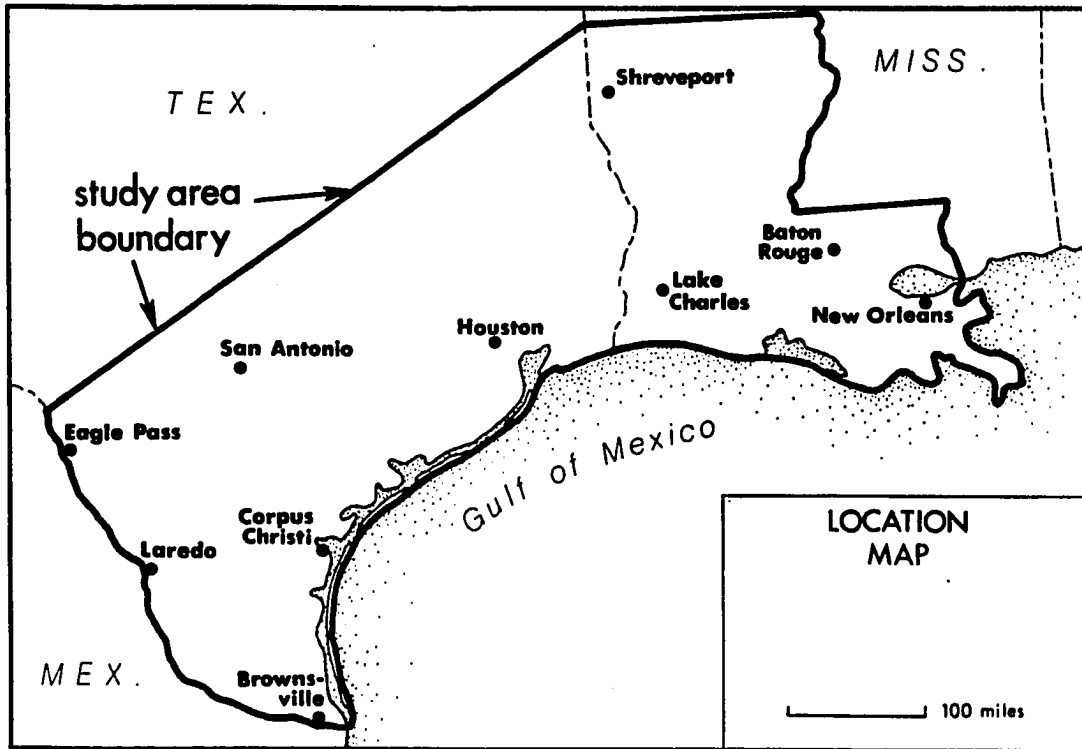 Shreveport
MISS.
TEX.
study area
boundary
Baton
Rouge
Lake
Charles
New Orleans
Houston
San Antonio
Eagle Pass
Gulf of Mexico
Corpus
Christi
Laredo
LOCATION
MAP
MEX.
Browns-
ville
100 miles